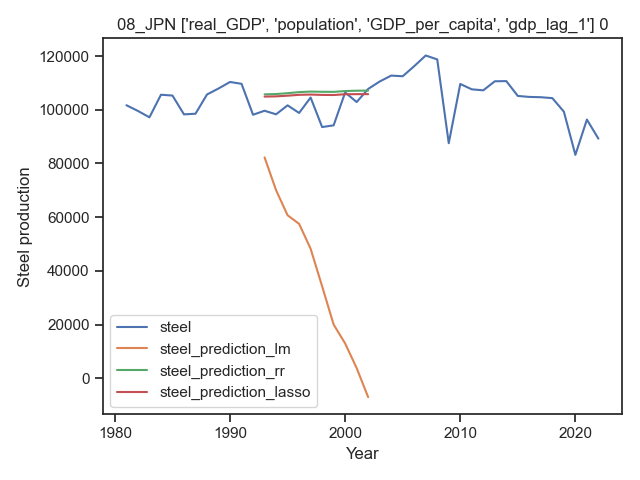 08_JPN ['real_GDP', 'population', 'GDP_per_capita', 'gdp_lag_1'] 0
120000
100000
80000
60000
40000
20000
0
Steel production
steel
steel_prediction_lm
steel_prediction_rr
steel_prediction_lasso
1980
1990
2000
2010
2020
Year